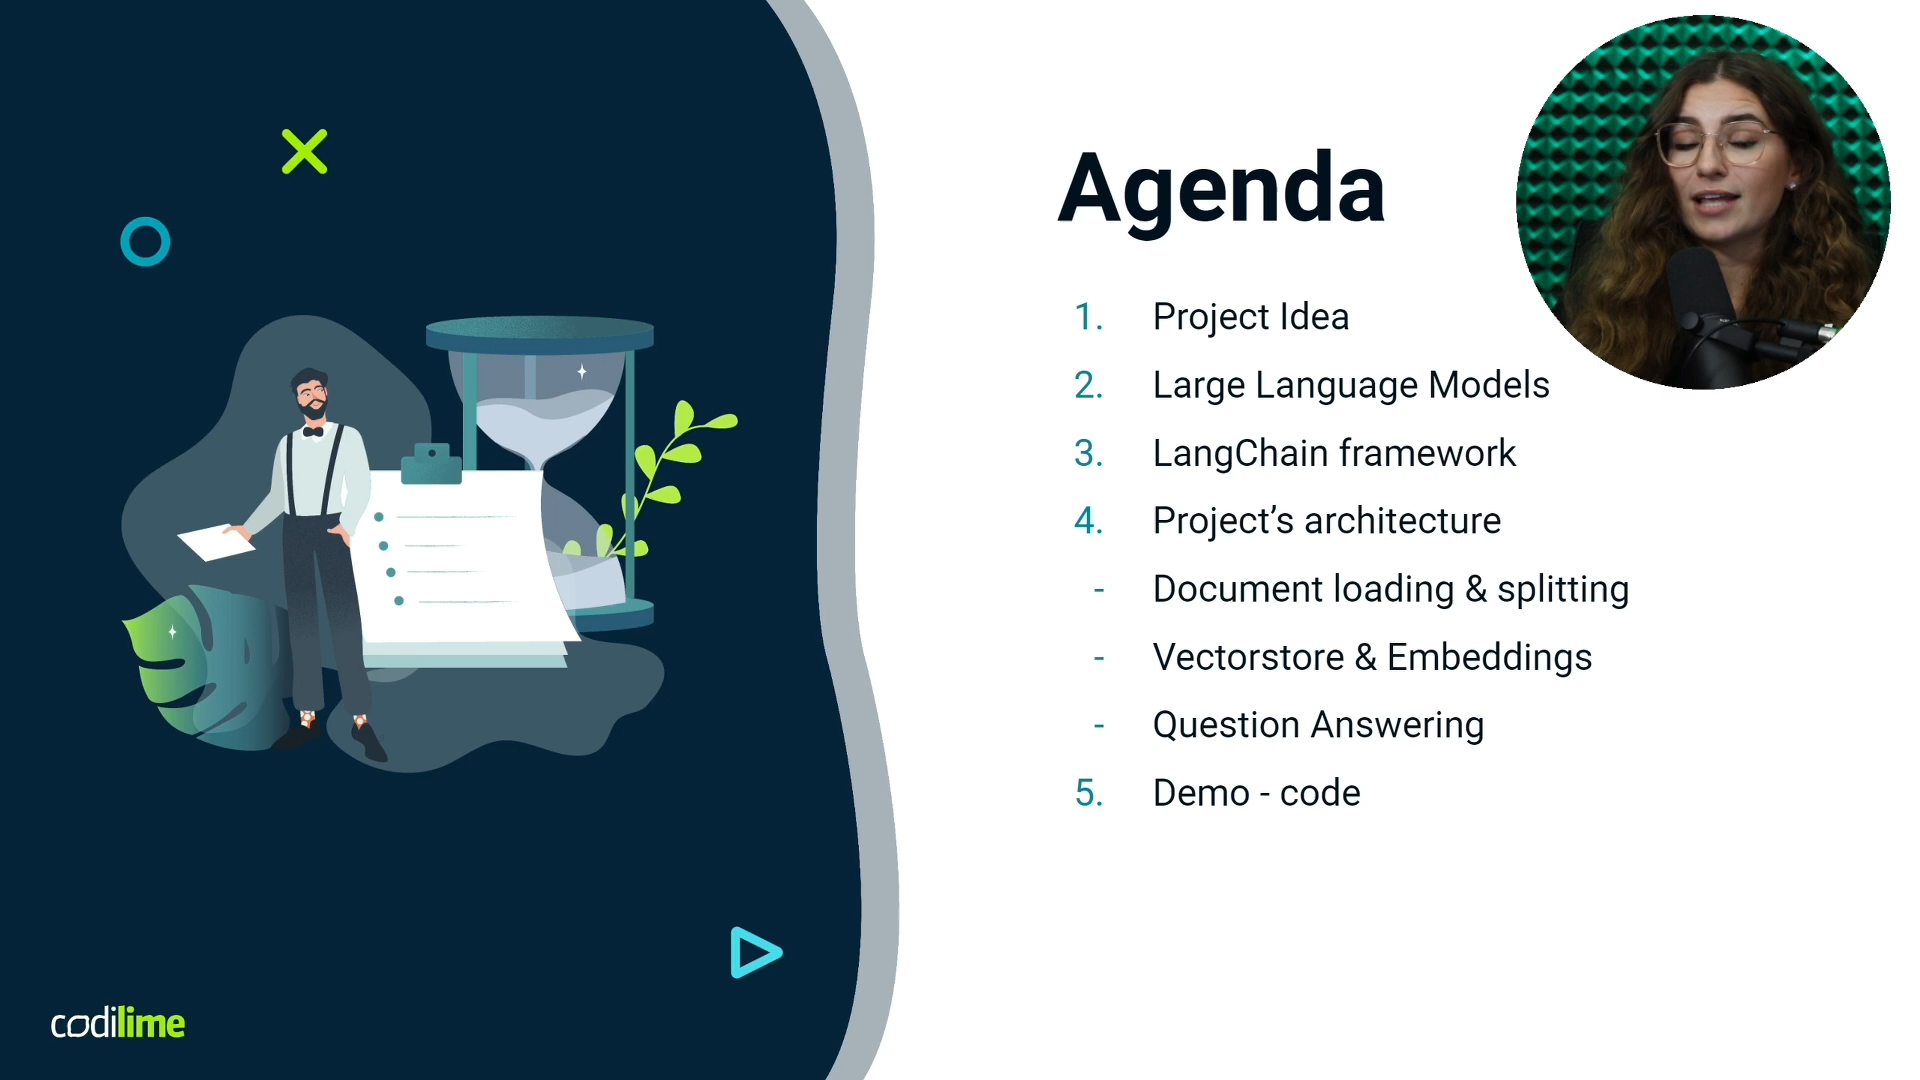 Agenda
1. Project Idea
2. Large Language Models
3. LangChain framework
4. Project’s architecture
- Document loading & splitting
- Vectorstore & Embeddings
- Question Answering
5. Demo - code
codilime